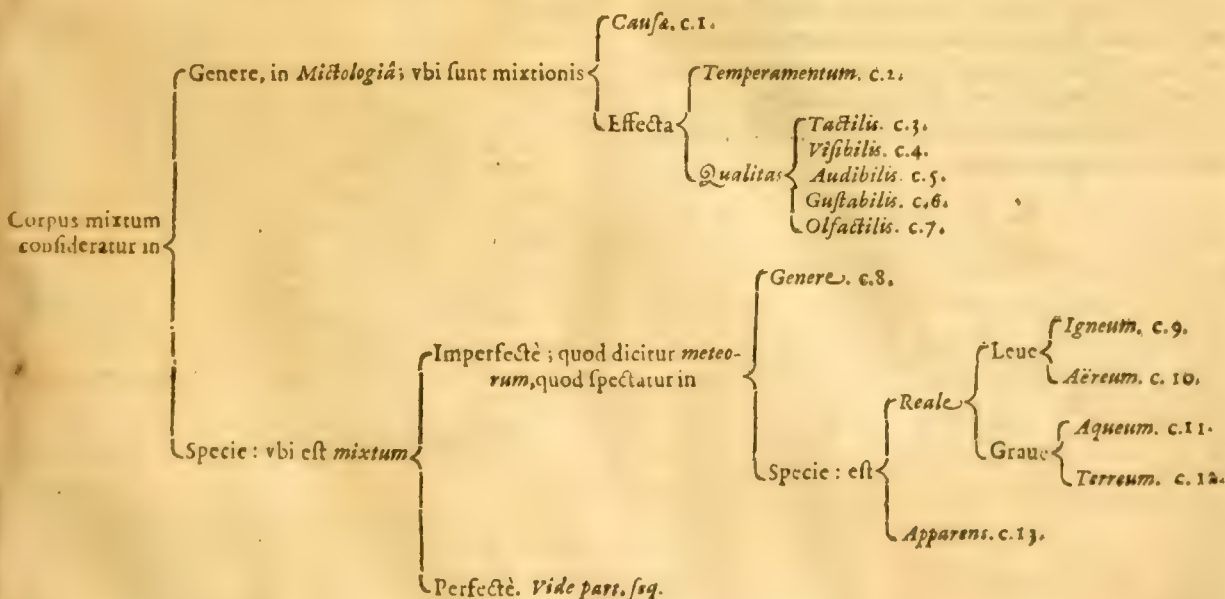 Cauſæ. c.1.
Genere, in Mictologiâ; vbi ſunt mixtionis
Temperamentum. c.2.
Effecta
Tactilis. c.3.
Viſibilis. c.4.
Qualitas
Audibilis. c.5.
Guſtabilis. c.6.
Olfactilis. c.7.
Corpus mixtum
conſideratur in
Genere. c.8.
Igneum. c.9.
Imperfectè; quod dicitur meteo-
rum, quod ſpectatur in
Leue
Aëreum. c. 10.
Reale
Aqueum. c.11.
Specie: vbi eſt mixtum
Graue
Specie: eſt
Terreum. c. 12.
Apparens. c.13.
Perfectè. Vide part. ſeq.